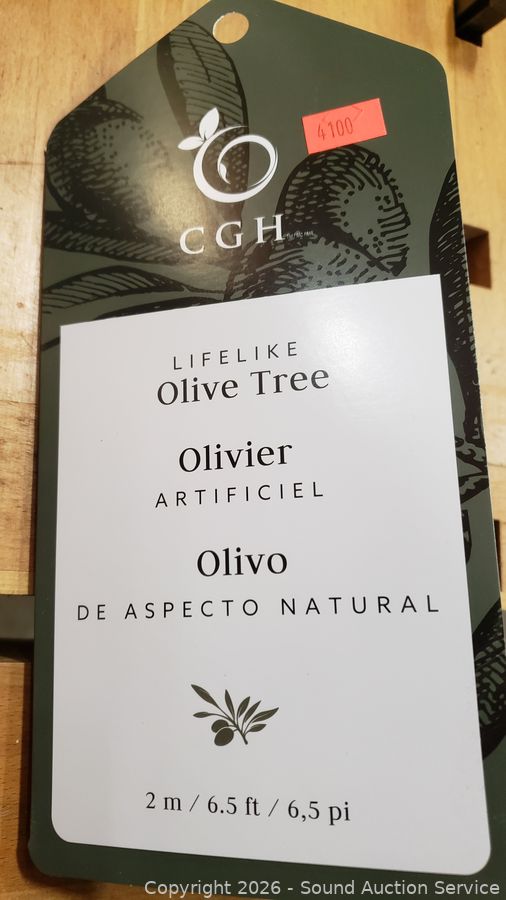 4100
CGH
LIFELIKE
Olive Tree
Olivier
ARTIFICIEL
Olivo
DE ASPECTO NATURAL
2 m / 6.5 ft / 6,5 pi
Copyright 2026 - Sound Auction Service